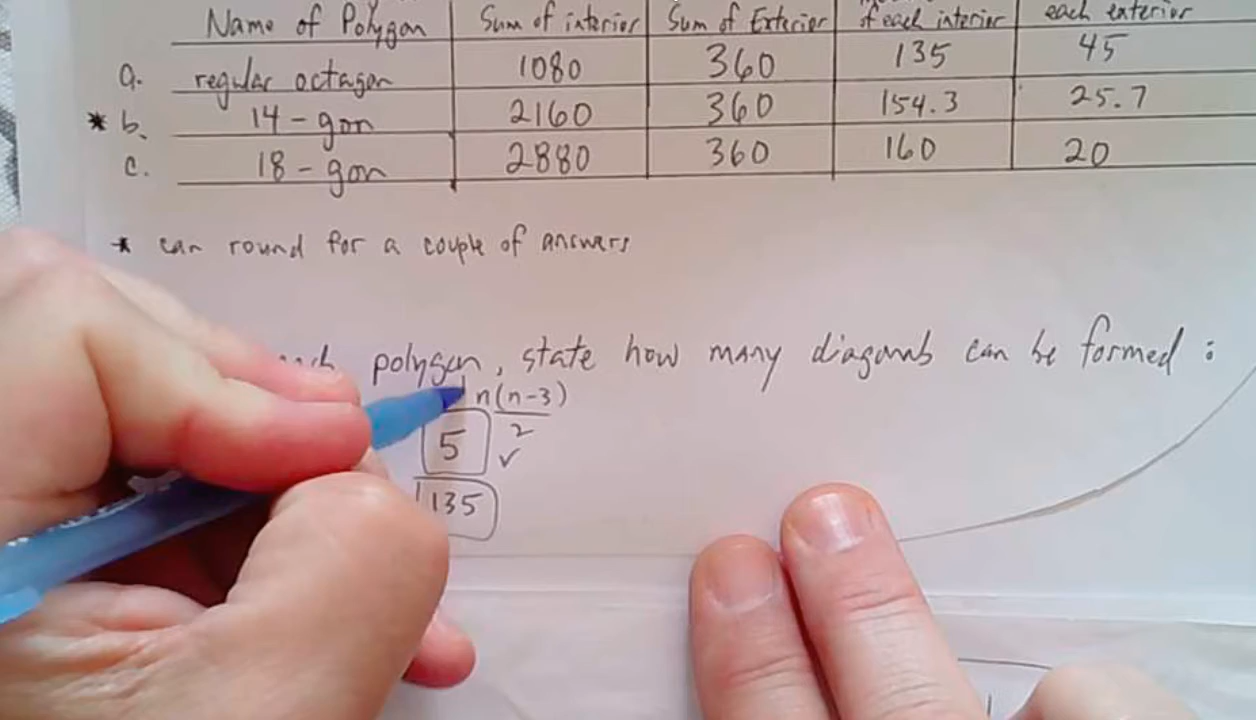 Name of Polygon Sum of interior Sum of Exterior of each interior each exterior
a. regular octagon 1080 360 135 45
* b. 14-gon 2160 360 154.3 25.7
c. 18-gon 2880 360 160 20
* can round for a couple of answers
polygon, state how many diagonals can be formed :
n(n-3)
2
5 ✓
135